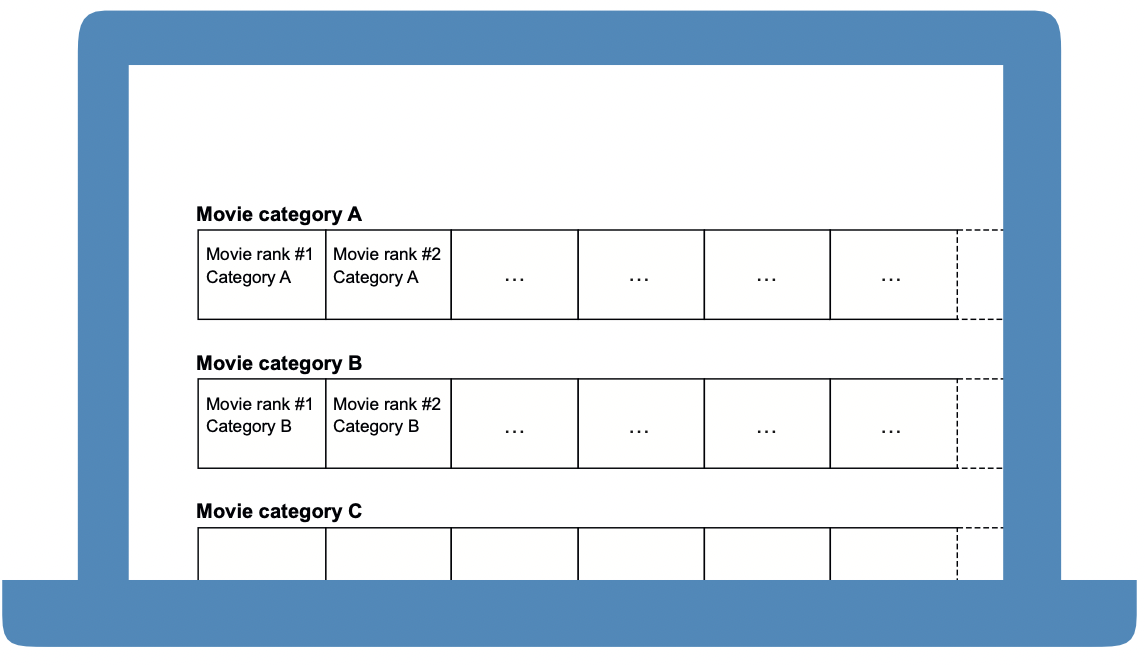 Movie category A
Movie rank #1 Movie rank #2
Category A Category A
... ... ... ...
Movie category B
Movie rank #1 Movie rank #2
Category B Category B
... ... ... ...
Movie category C